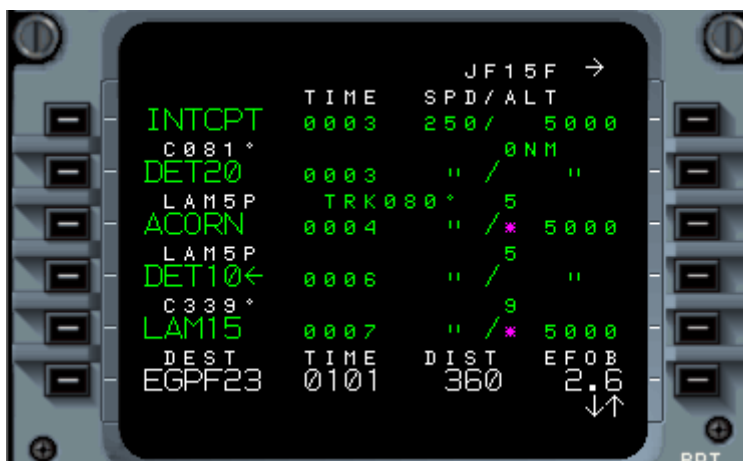 JF15F →
TIME SPD/ALT
INTCPT 0003 250/ 5000
C081° 0NM
DET20 0003 " / "
LAM5P TRK080° 5
ACORN 0004 " /* 5000
LAM5P 5
DET10← 0006 " / "
C339° 9
LAM15 0007 " /* 5000
DEST TIME DIST EFOB
EGPF23 0101 360 2.6
↓↑